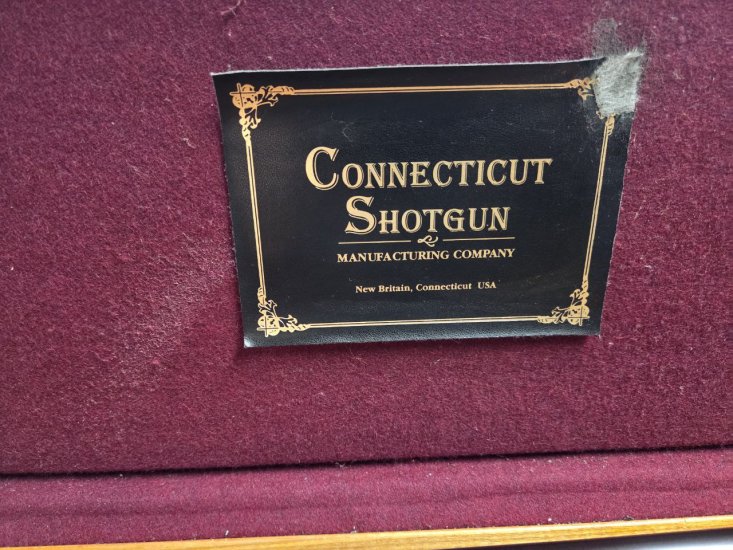 CONNECTICUT
SHOTGUN
MANUFACTURING COMPANY
New Britain, Connecticut USA